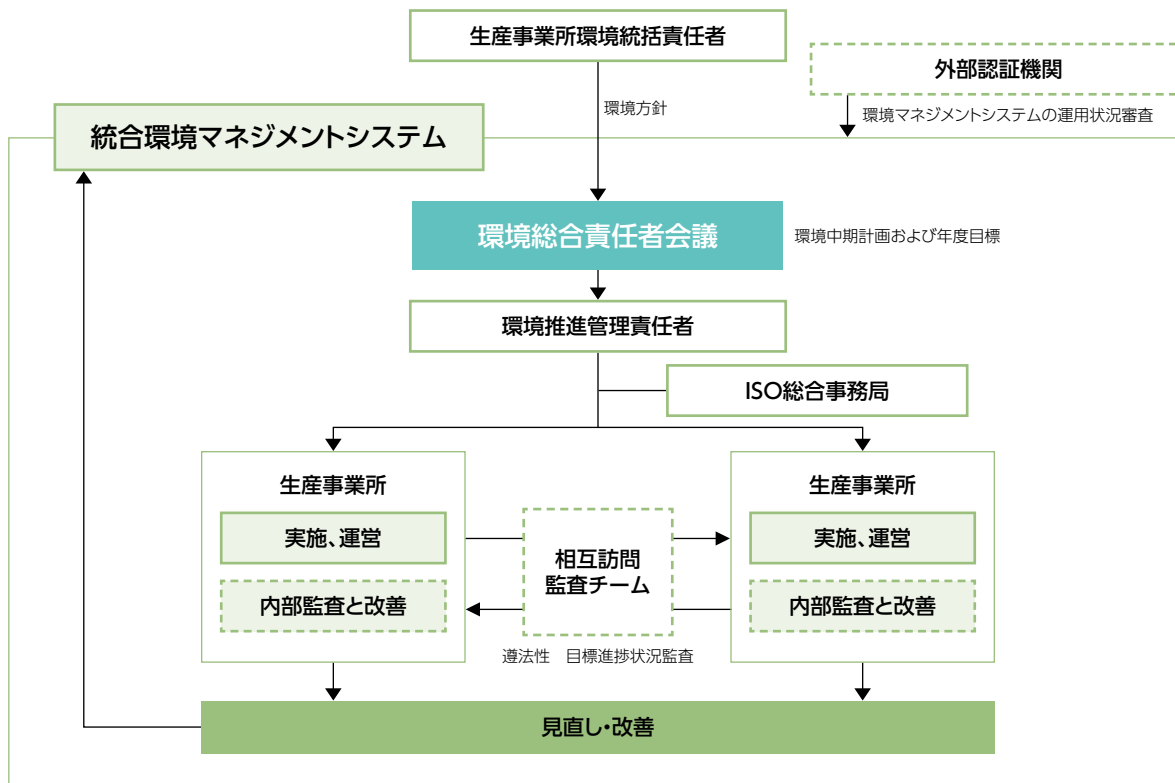 生産事業所環境統括責任者
外部認証機関
環境方針
環境マネジメントシステムの運用状況審査
統合環境マネジメントシステム
環境総合責任者会議
環境中期計画および年度目標
環境推進管理責任者
ISO総合事務局
生産事業所
実施、運営
内部監査と改善
相互訪問
監査チーム
生産事業所
実施、運営
内部監査と改善
遵法性　目標進捗状況監査
見直し・改善